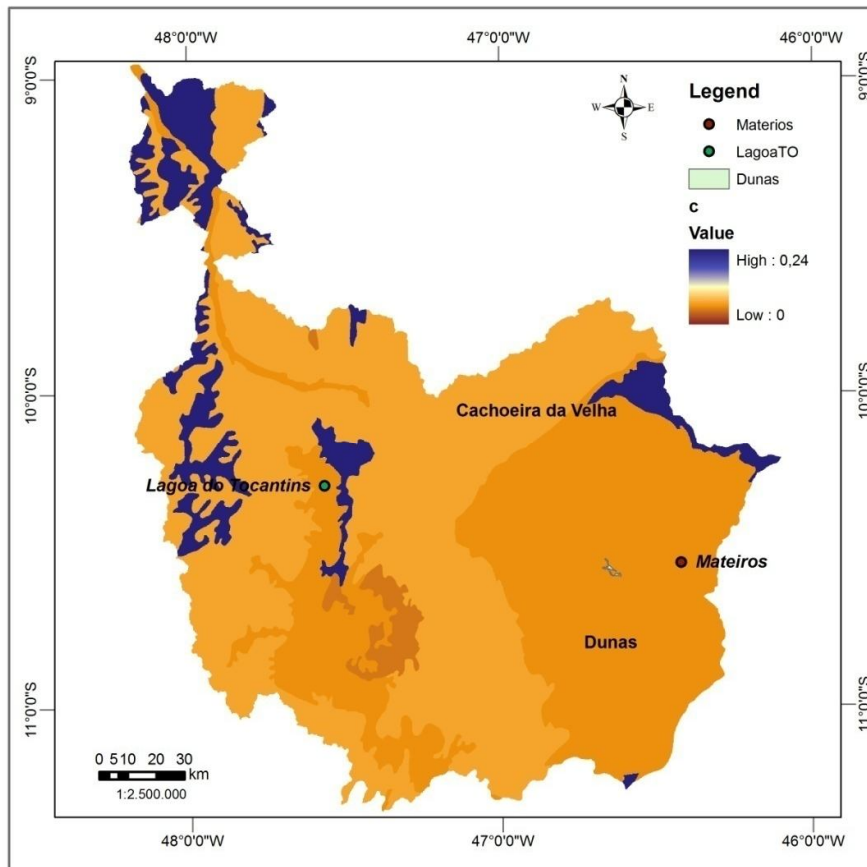 48°0'0"W
47°0'0"W
46°0'0"W
9°0'0"S
9°0'0"S
N
W
E
S
Legend
Materios
LagoaTO
Dunas
c
Value
High : 0,24
Low : 0
10°0'0"S
10°0'0"S
Cachoeira da Velha
Lagoa do Tocantins
Mateiros
Dunas
11°0'0"S
11°0'0"S
0 5 10 20 30
km
1:2.500.000
48°0'0"W
47°0'0"W
46°0'0"W